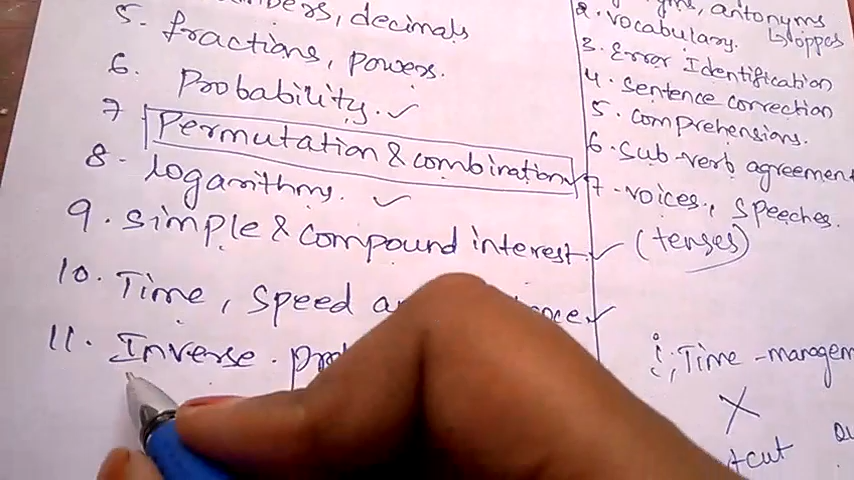 decimals
5. fractions, powers.
6. Probability. ✓
7 Permutation & combination ✓
8. logarithms. ✓
9. simple & compound interest ✓
10. Time, Speed
11. Inverse.
antonyms
2. vocabulary.
3. Error Identification
4. sentence correction
5. comprehensions.
6. sub-verb agreement
7. voices., speeches.
(tenses)
Time - managem